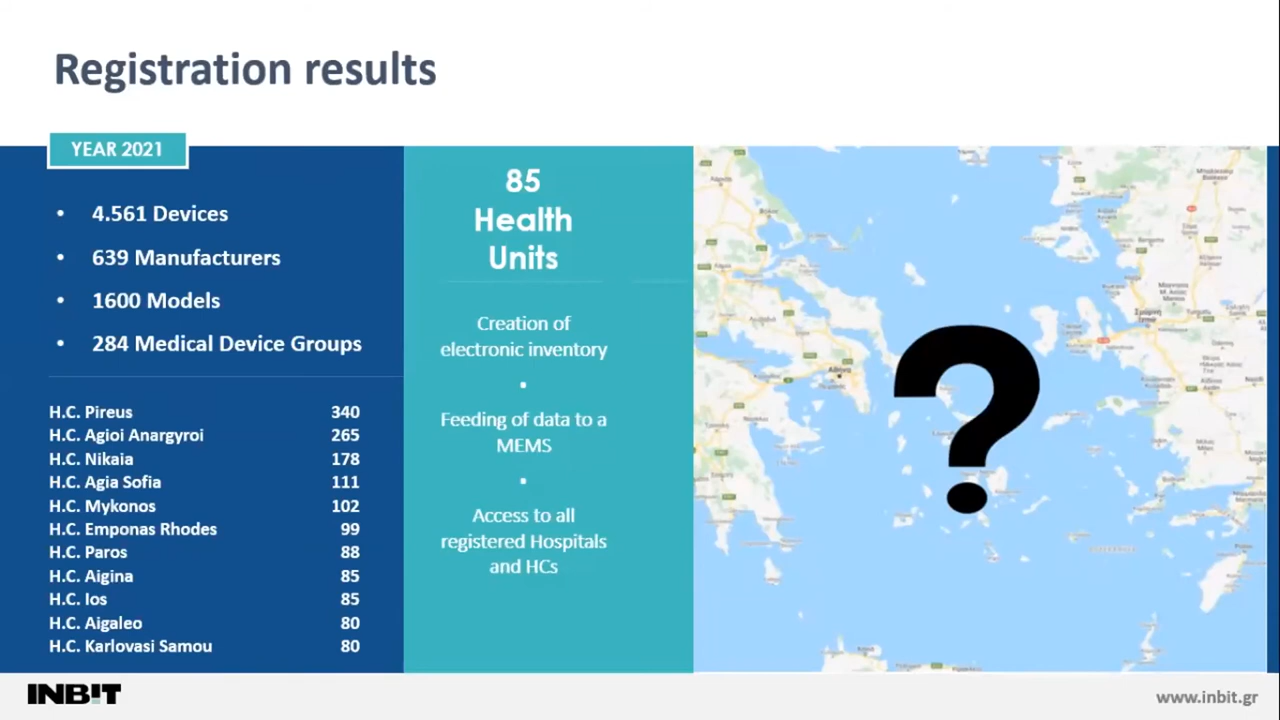 Registration results
YEAR 2021
• 4.561 Devices
• 639 Manufacturers
• 1600 Models
• 284 Medical Device Groups
H.C. Pireus 340
H.C. Agioi Anargyroi 265
H.C. Nikaia 178
H.C. Agia Sofia 111
H.C. Mykonos 102
H.C. Emponas Rhodes 99
H.C. Paros 88
H.C. Aigina 85
H.C. Ios 85
H.C. Aigaleo 80
H.C. Karlovasi Samou 80
85
Health
Units
Creation of
electronic inventory
Feeding of data to a
MEMS
Access to all
registered Hospitals
and HCs
Αθήνα
?
INBIT
www.inbit.gr